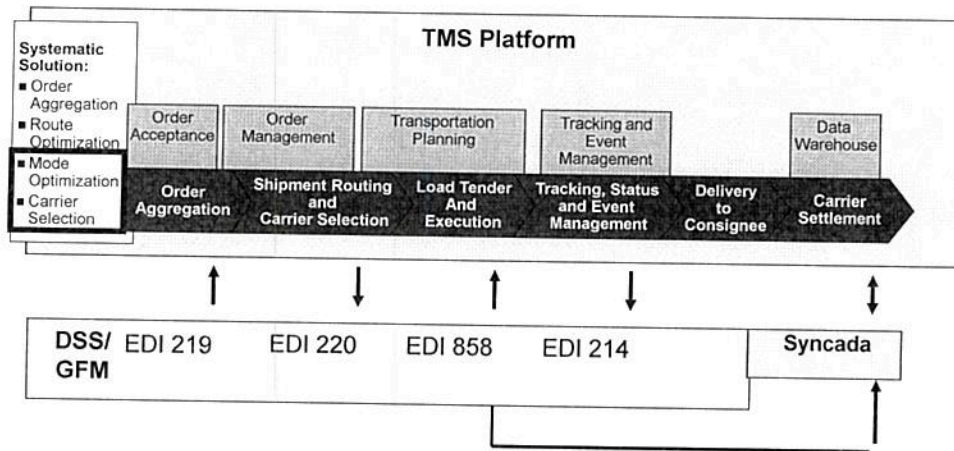 TMS Platform
Systematic
Solution:
▪ Order
Aggregation
▪ Route
Optimization
▪ Mode
Optimization
▪ Carrier
Selection
Order
Acceptance
Order
Management
Transportation
Planning
Tracking and
Event
Management
Data
Warehouse
Order
Aggregation
Shipment Routing
and
Carrier Selection
Load Tender
And
Execution
Tracking, Status
and Event
Management
Delivery
to
Consignee
Carrier
Settlement
DSS/
GFM
EDI 219
EDI 220
EDI 858
EDI 214
Syncada